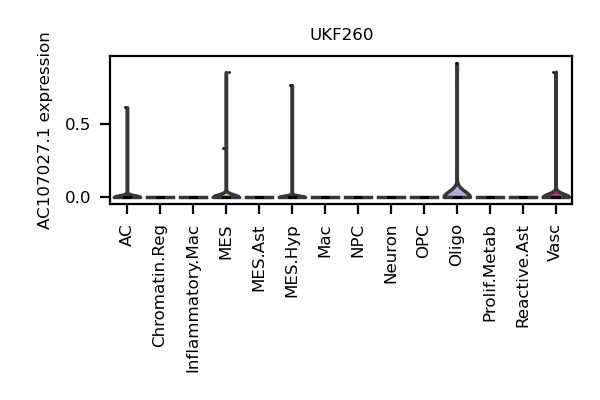 UKF260
AC107027.1 expression
0.5
0.0
AC
Chromatin.Reg
Inflammatory.Mac
MES
MES.Ast
MES.Hyp
Mac
NPC
Neuron
OPC
Oligo
Prolif.Metab
Reactive.Ast
Vasc